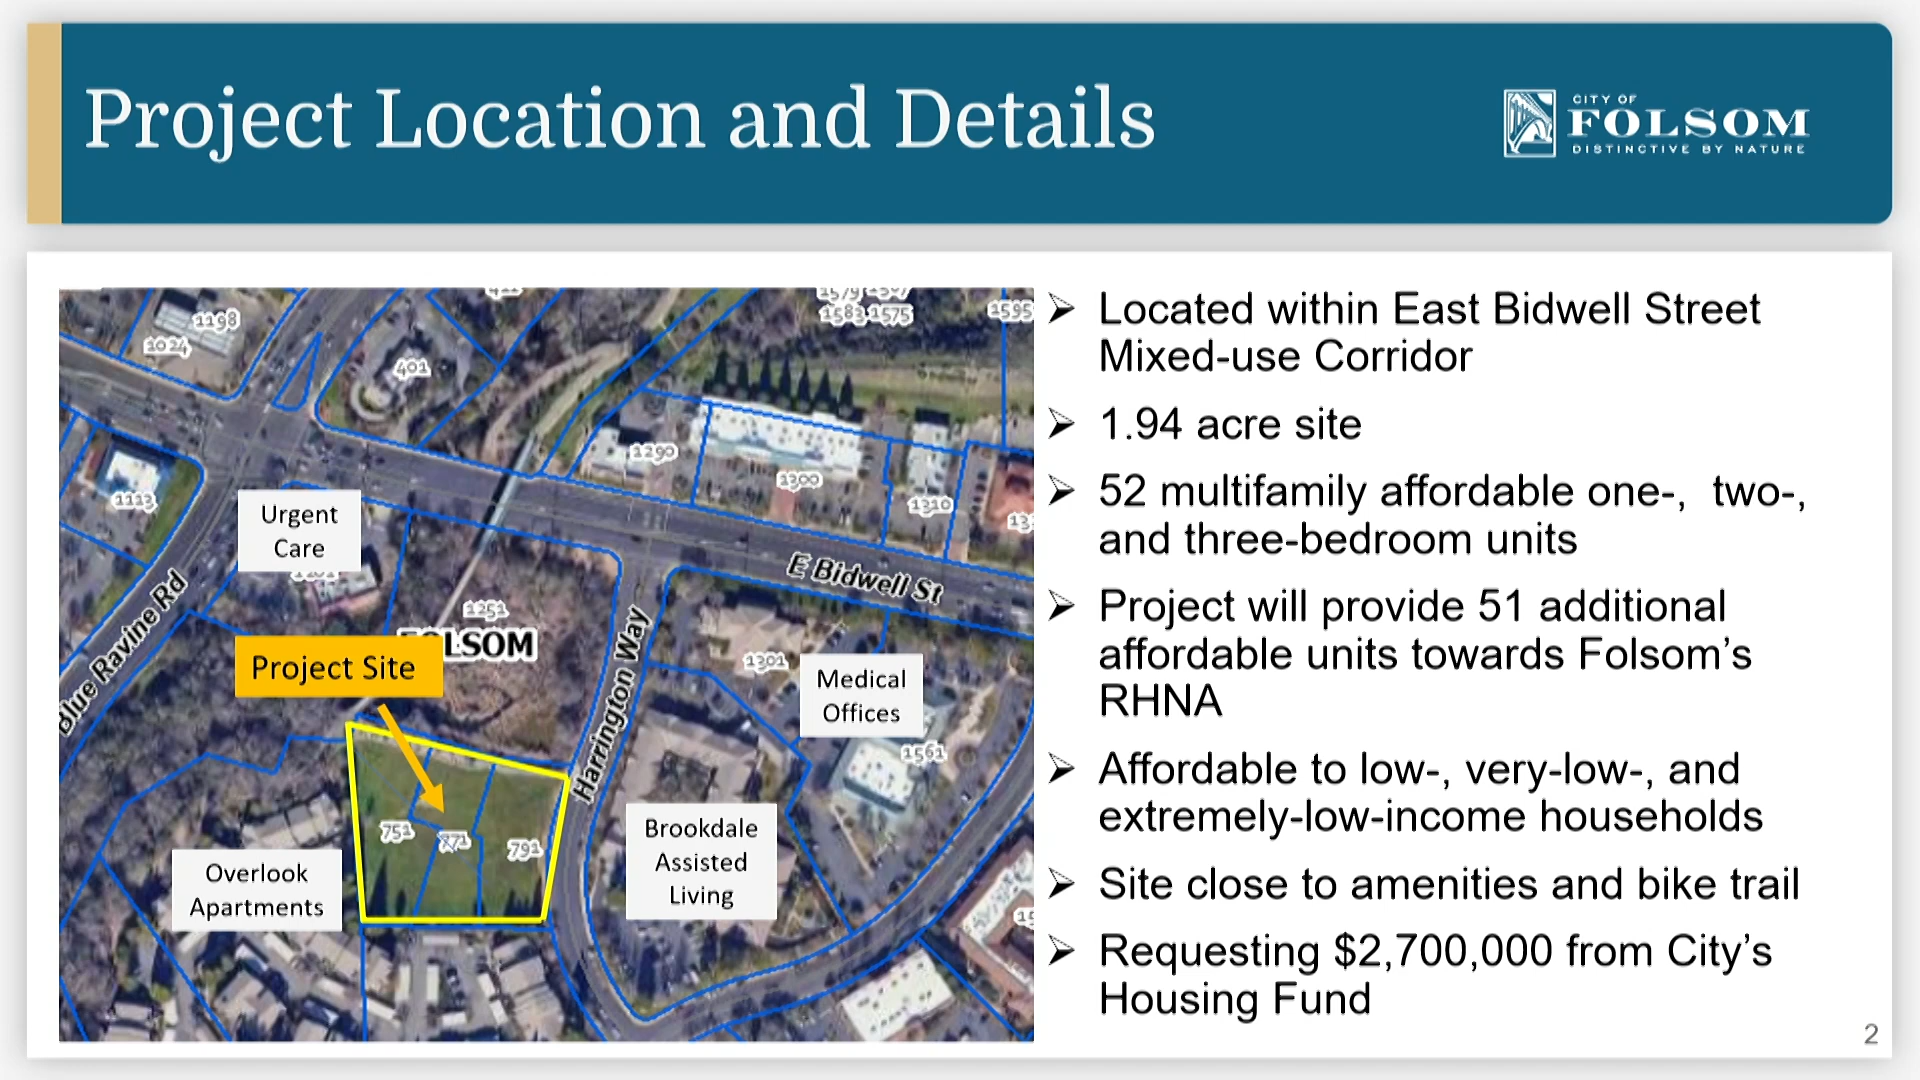 Project Location and Details
CITY OF
FOLSOM
DISTINCTIVE BY NATURE
1198
1024
401
1583 1575
1595
1290
1300
1310
1113
Urgent
Care
E Bidwell St
Blue Ravine Rd
1251
LSOM
Harrington Way
Project Site
1301
Medical
Offices
1561
751
771
791
Brookdale
Assisted
Living
Overlook
Apartments
➢ Located within East Bidwell Street
Mixed-use Corridor
➢ 1.94 acre site
➢ 52 multifamily affordable one-,  two-,
and three-bedroom units
➢ Project will provide 51 additional
affordable units towards Folsom’s
RHNA
➢ Affordable to low-, very-low-, and
extremely-low-income households
➢ Site close to amenities and bike trail
➢ Requesting $2,700,000 from City’s
Housing Fund
2